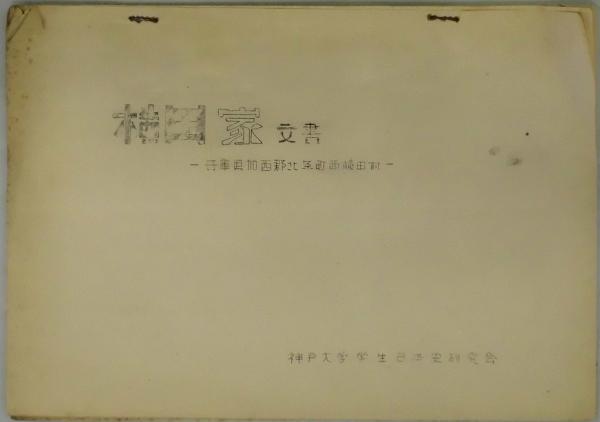 家文書
－兵庫県加西郡北条町西横田村－
神戸大学学生日本史研究会